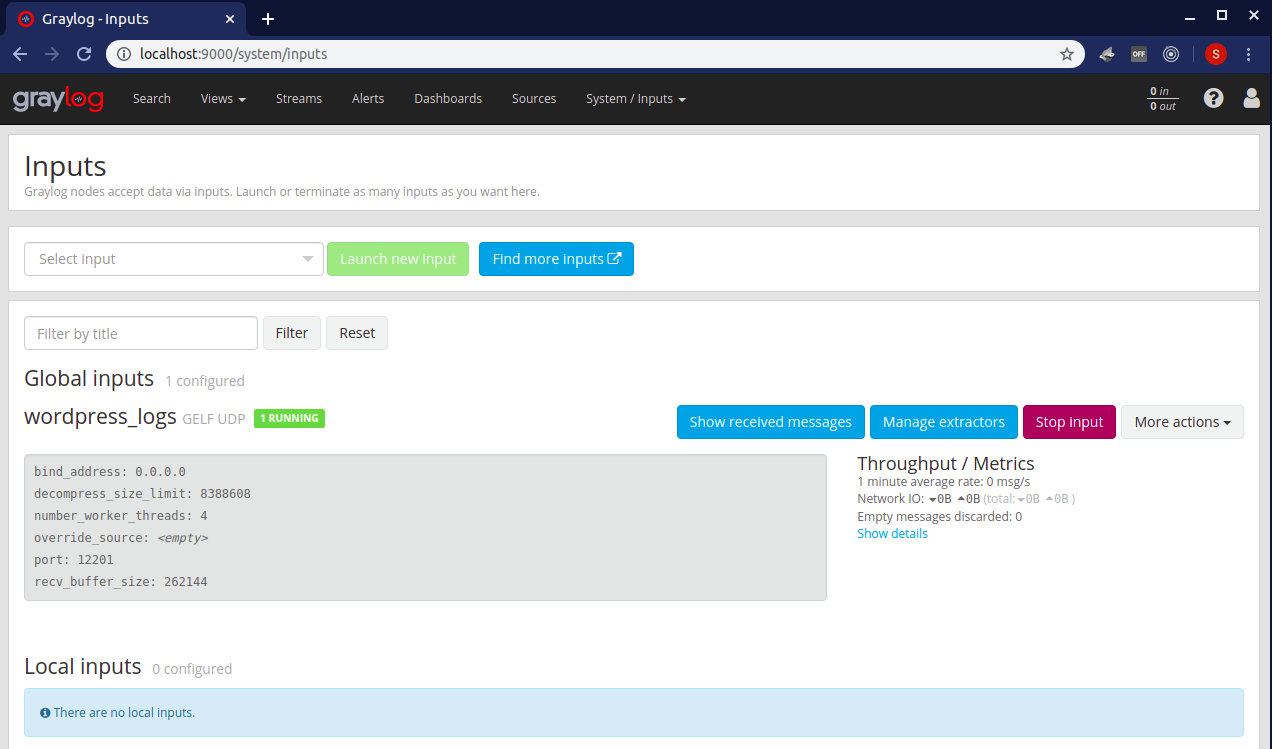 Graylog - Inputs
localhost:9000/system/inputs
OFF
S
graylog Search Views Streams Alerts Dashboards Sources System / Inputs
0 in
0 out
Inputs
Graylog nodes accept data via inputs. Launch or terminate as many inputs as you want here.
Select input Launch new input Find more inputs
Filter by title Filter Reset
Global inputs 1 configured
wordpress_logs GELF UDP 1 RUNNING
Show received messages Manage extractors Stop input More actions
bind_address: 0.0.0.0
decompress_size_limit: 8388608
number_worker_threads: 4
override_source: <empty>
port: 12201
recv_buffer_size: 262144
Throughput / Metrics
1 minute average rate: 0 msg/s
Network IO: 0B 0B (total: 0B 0B )
Empty messages discarded: 0
Show details
Local inputs 0 configured
There are no local inputs.